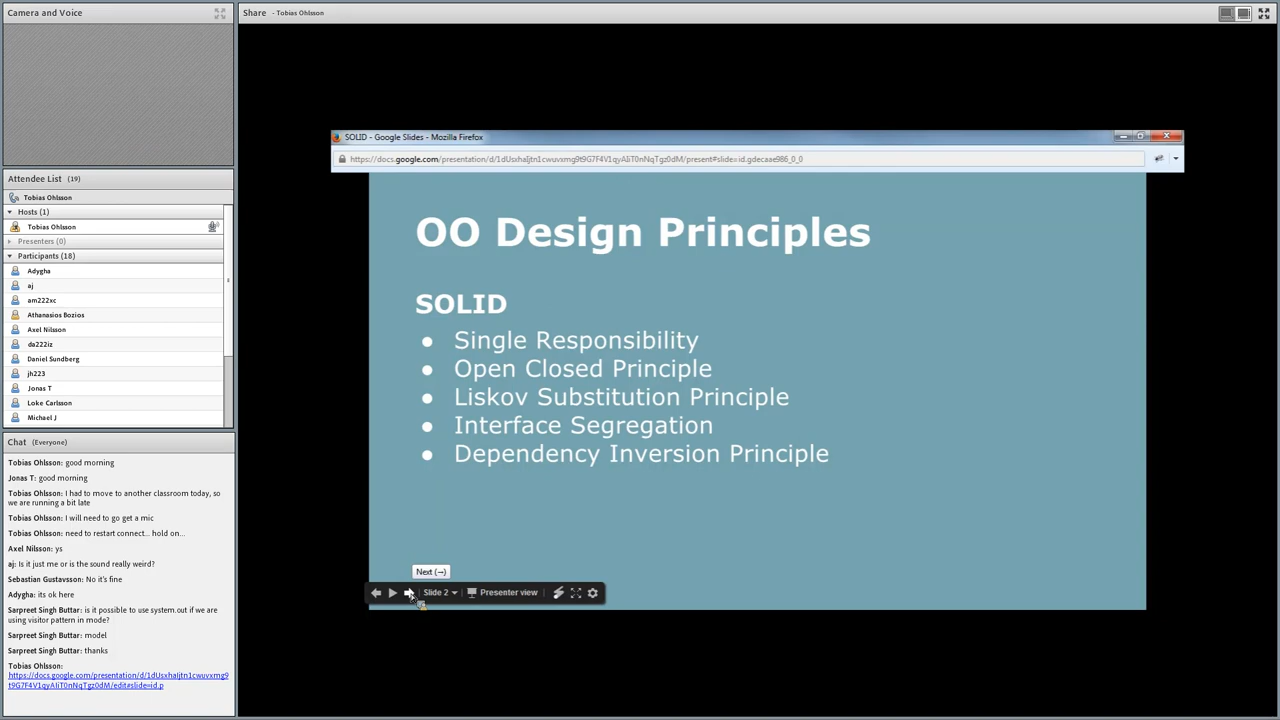 Camera and Voice
Share - Tobias Ohlsson
Attendee List (19)
Tobias Ohlsson
Hosts (1)
Tobias Ohlsson
Presenters (0)
Participants (18)
Adygha
aj
am222xc
Athanasios Bozios
Axel Nilsson
da222iz
Daniel Sundberg
jh223
Jonas T
Loke Carlsson
Michael J
Chat (Everyone)
Tobias Ohlsson: good morning
Jonas T: good morning
Tobias Ohlsson: I had to move to another classroom today, so
we are running a bit late
Tobias Ohlsson: I will need to go get a mic
Tobias Ohlsson: need to restart connect... hold on...
Axel Nilsson: ys
aj: Is it just me or is the sound really weird?
Sebastian Gustavsson: No it's fine
Adygha: its ok here
Sarpreet Singh Buttar: is it possible to use system.out if we are
using visitor pattern in mode?
Sarpreet Singh Buttar: model
Sarpreet Singh Buttar: thanks
Tobias Ohlsson:
SOLID - Google Slides - Mozilla Firefox
OO Design Principles
SOLID
● Single Responsibility
● Open Closed Principle
● Liskov Substitution Principle
● Interface Segregation
● Dependency Inversion Principle
Next (→)
Slide 2
Presenter view